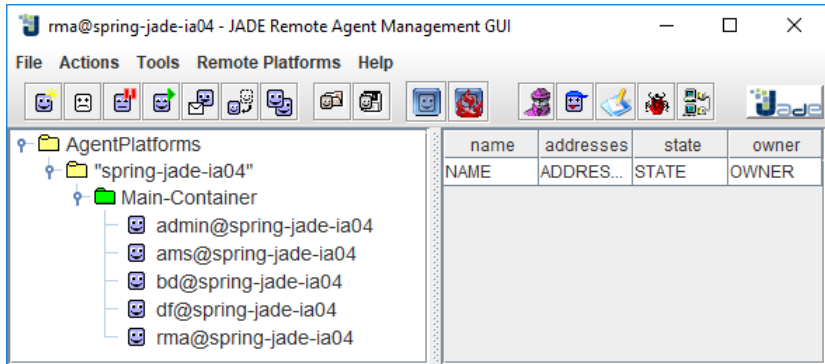 rma@spring-jade-ia04 - JADE Remote Agent Management GUI
File Actions Tools Remote Platforms Help
Jade
AgentPlatforms
"spring-jade-ia04"
Main-Container
admin@spring-jade-ia04
ams@spring-jade-ia04
bd@spring-jade-ia04
df@spring-jade-ia04
rma@spring-jade-ia04
name addresses state owner
NAME ADDRES... STATE OWNER